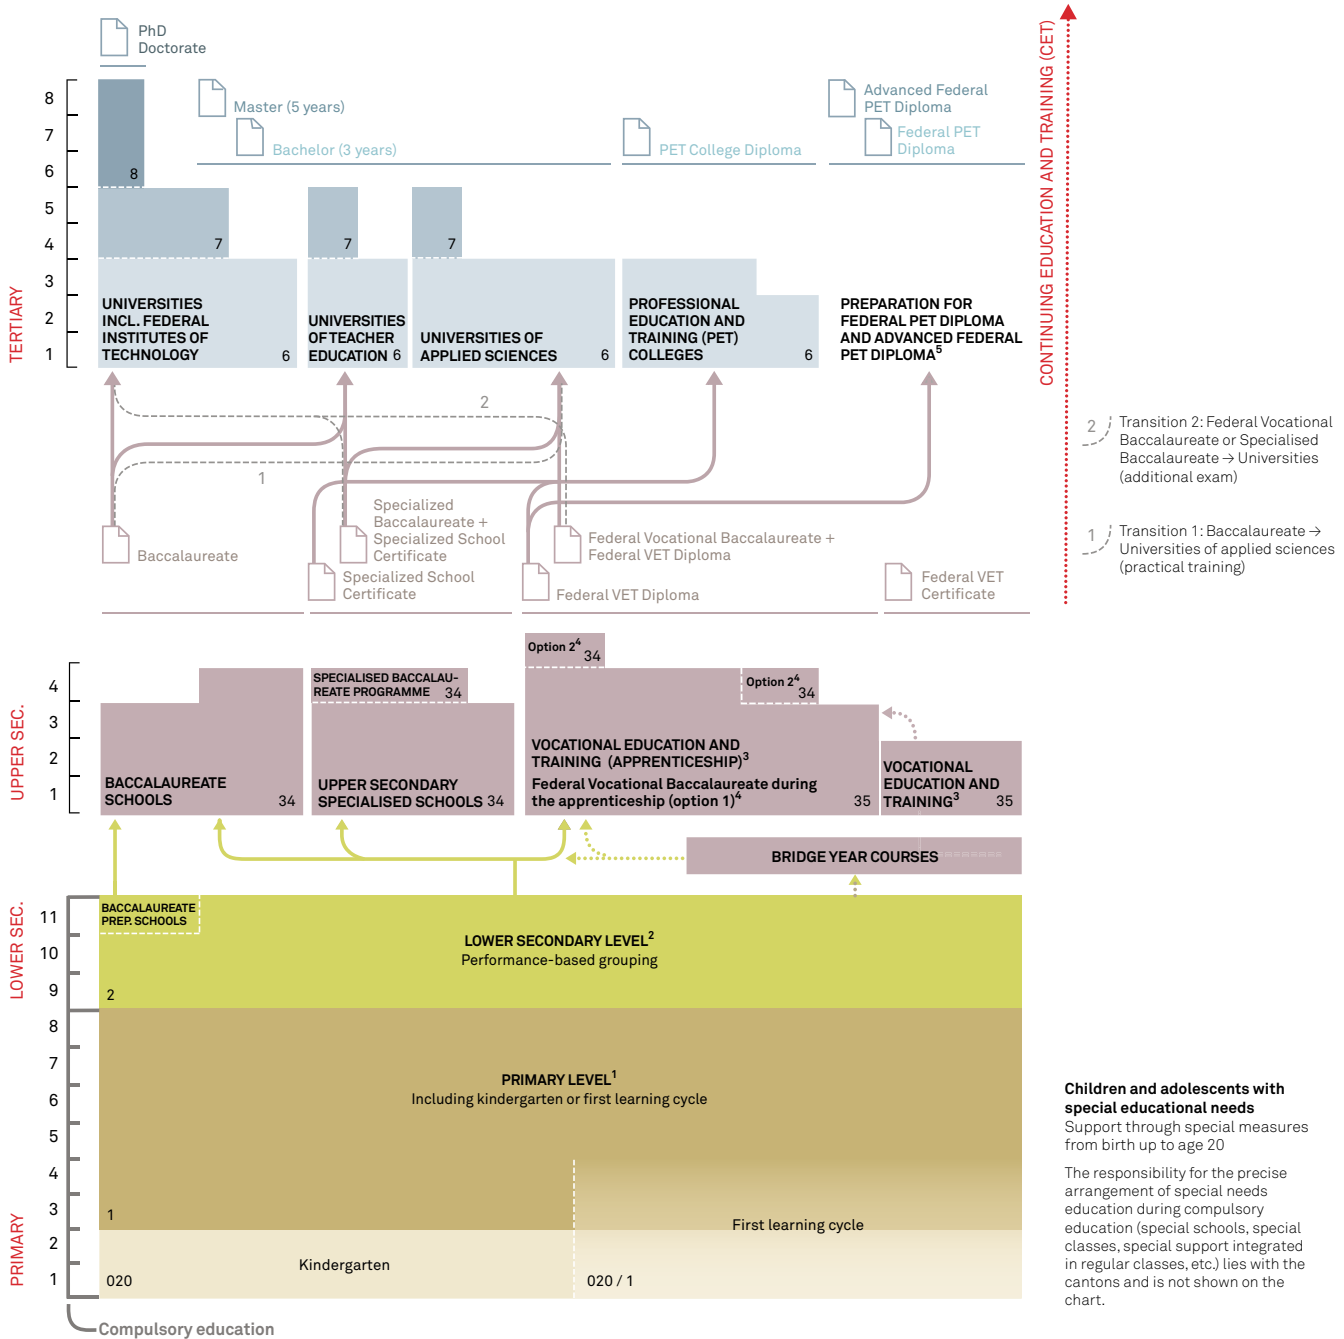 PhD
Doctorate
Master (5 years)
Bachelor (3 years)
PET College Diploma
Advanced Federal
PET Diploma
Federal PET
Diploma
CONTINUING EDUCATION AND TRAINING (CET)
TERTIARY
8
7
6
5
4
3
2
1
8
7
7
7
UNIVERSITIES
INCL. FEDERAL
INSTITUTES OF
TECHNOLOGY
6
UNIVERSITIES
OF TEACHER
EDUCATION 6
UNIVERSITIES OF
APPLIED SCIENCES
6
PROFESSIONAL
EDUCATION AND
TRAINING (PET)
COLLEGES
6
PREPARATION FOR
FEDERAL PET DIPLOMA
AND ADVANCED FEDERAL
PET DIPLOMA5
2
1
2
Transition 2: Federal Vocational
Baccalaureate or Specialised
Baccalaureate → Universities
(additional exam)
1
Transition 1: Baccalaureate →
Universities of applied sciences
(practical training)
Baccalaureate
Specialized
Baccalaureate +
Specialized School
Certificate
Specialized School
Certificate
Federal Vocational Baccalaureate +
Federal VET Diploma
Federal VET Diploma
Federal VET
Certificate
UPPER SEC.
4
3
2
1
BACCALAUREATE
SCHOOLS
34
SPECIALISED BACCALAU-
REATE PROGRAMME 34
UPPER SECONDARY
SPECIALISED SCHOOLS 34
Option 24
34
Option 24
34
VOCATIONAL EDUCATION AND
TRAINING (APPRENTICESHIP)3
Federal Vocational Baccalaureate during
the apprenticeship (option 1)4
35
VOCATIONAL
EDUCATION AND
TRAINING3
35
BRIDGE YEAR COURSES
LOWER SEC.
11
10
9
BACCALAUREATE
PREP. SCHOOLS
LOWER SECONDARY LEVEL2
Performance-based grouping
2
PRIMARY
8
7
6
5
4
3
2
1
PRIMARY LEVEL1
Including kindergarten or first learning cycle
1
First learning cycle
Kindergarten
020
020 / 1
Compulsory education
Children and adolescents with
special educational needs
Support through special measures
from birth up to age 20
The responsibility for the precise
arrangement of special needs
education during compulsory
education (special schools, special
classes, special support integrated
in regular classes, etc.) lies with the
cantons and is not shown on the
chart.